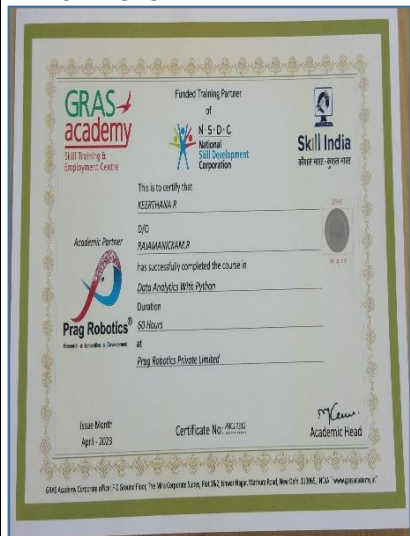 GRAS
academy
Skill Training &
Employment Centre
Funded Training Partner
of
N·S·D·C
National
Skill Development
Corporation
Skill India
कौशल भारत - कुशल भारत
This is to certify that
KEERTHANA R
D/O
RAJAMANICKAM.R
has successfully completed the course in
Data Analytics With Python
Duration
60 Hours
at
Prag Robotics Private Limited
Academic Partner
Prag Robotics®
Research & Innovation & Development
Issue Month
April - 2023
Certificate No:
Academic Head